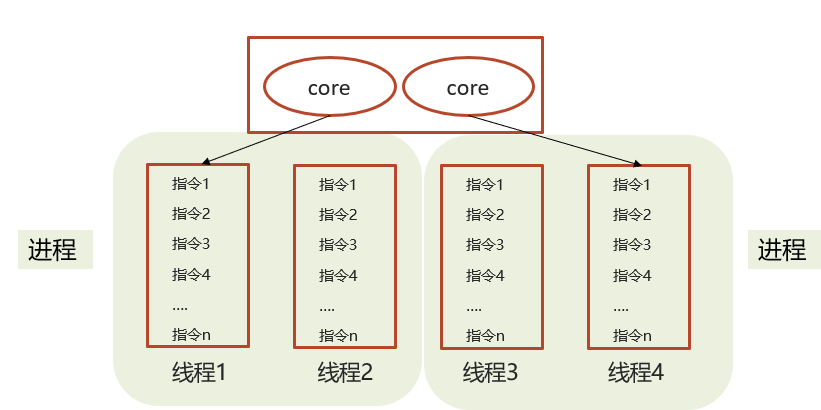 core
core
进程
指令1
指令2
指令3
指令4
....
指令n
线程1
指令1
指令2
指令3
指令4
....
指令n
线程2
指令1
指令2
指令3
指令4
....
指令n
线程3
指令1
指令2
指令3
指令4
....
指令n
线程4
进程